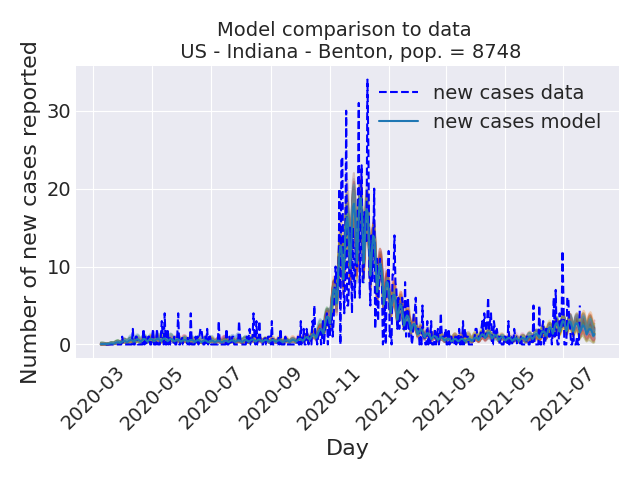 Model comparison to data
US - Indiana - Benton, pop. = 8748
Number of new cases reported
30
20
10
0
new cases data
new cases model
2020-03
2020-05
2020-07
2020-09
2020-11
2021-01
2021-03
2021-05
2021-07
Day